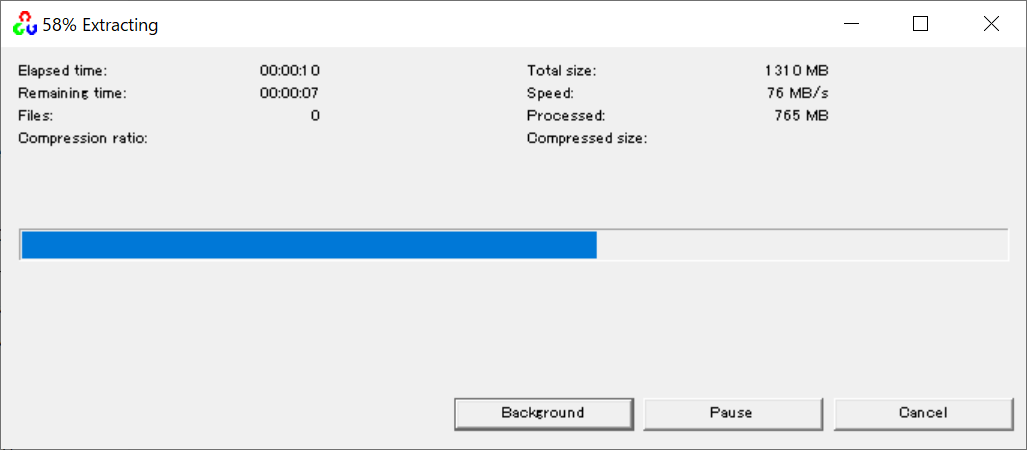 58% Extracting
Elapsed time: 00:00:10 Total size: 1310 MB
Remaining time: 00:00:07 Speed: 76 MB/s
Files: 0 Processed: 765 MB
Compression ratio: Compressed size:
Background Pause Cancel